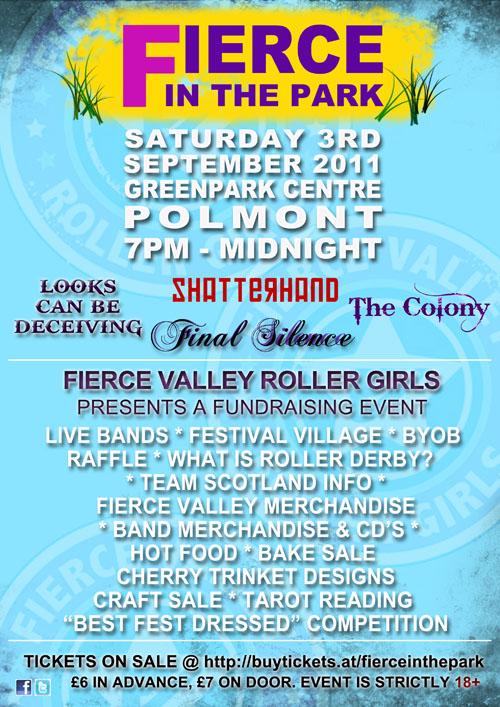 FIERCE
IN THE PARK
SATURDAY 3RD
SEPTEMBER 2011
GREENPARK CENTRE
POLMONT
7PM - MIDNIGHT
LOOKS
CAN BE
DECEIVING
SHATTERHAND
Final Silence
The Colony
FIERCE VALLEY ROLLER GIRLS
PRESENTS A FUNDRAISING EVENT
LIVE BANDS * FESTIVAL VILLAGE * BYOB
RAFFLE * WHAT IS ROLLER DERBY?
* TEAM SCOTLAND INFO *
FIERCE VALLEY MERCHANDISE
* BAND MERCHANDISE & CD'S *
HOT FOOD * BAKE SALE
CHERRY TRINKET DESIGNS
CRAFT SALE * TAROT READING
"BEST FEST DRESSED" COMPETITION
TICKETS ON SALE @ http://buytickets.at/fierceinthepark
£6 IN ADVANCE, £7 ON DOOR. EVENT IS STRICTLY 18+